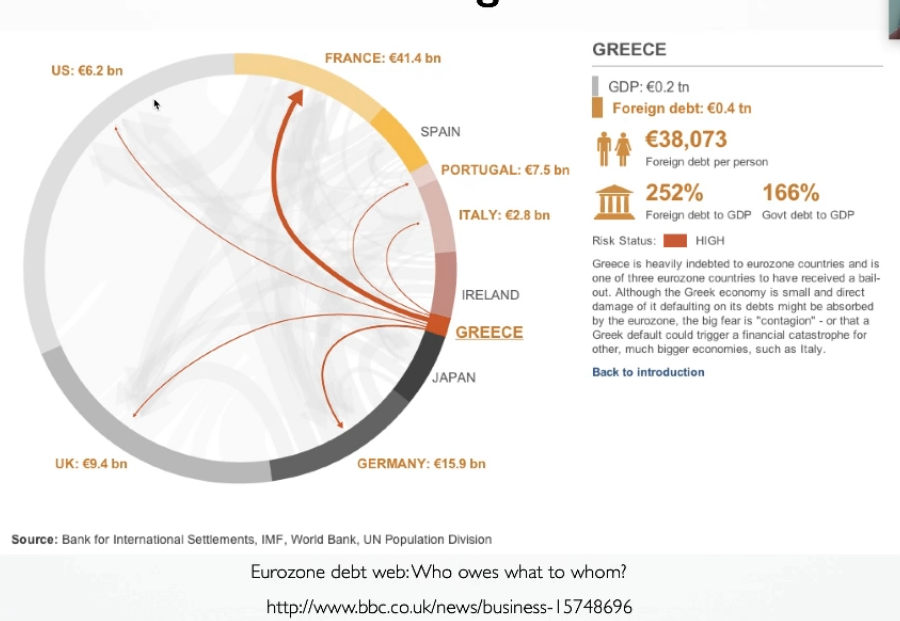 US: €6.2 bn
FRANCE: €41.4 bn
SPAIN
PORTUGAL: €7.5 bn
ITALY: €2.8 bn
IRELAND
GREECE
JAPAN
GERMANY: €15.9 bn
UK: €9.4 bn
GREECE
GDP: €0.2 tn
Foreign debt: €0.4 tn
€38,073
Foreign debt per person
252% 166%
Foreign debt to GDP Govt debt to GDP
Risk Status: HIGH
Greece is heavily indebted to eurozone countries and is
one of three eurozone countries to have received a bail-
out. Although the Greek economy is small and direct
damage of it defaulting on its debts might be absorbed
by the eurozone, the big fear is "contagion" - or that a
Greek default could trigger a financial catastrophe for
other, much bigger economies, such as Italy.
Back to introduction
Source: Bank for International Settlements, IMF, World Bank, UN Population Division
Eurozone debt web: Who owes what to whom?
http://www.bbc.co.uk/news/business-15748696